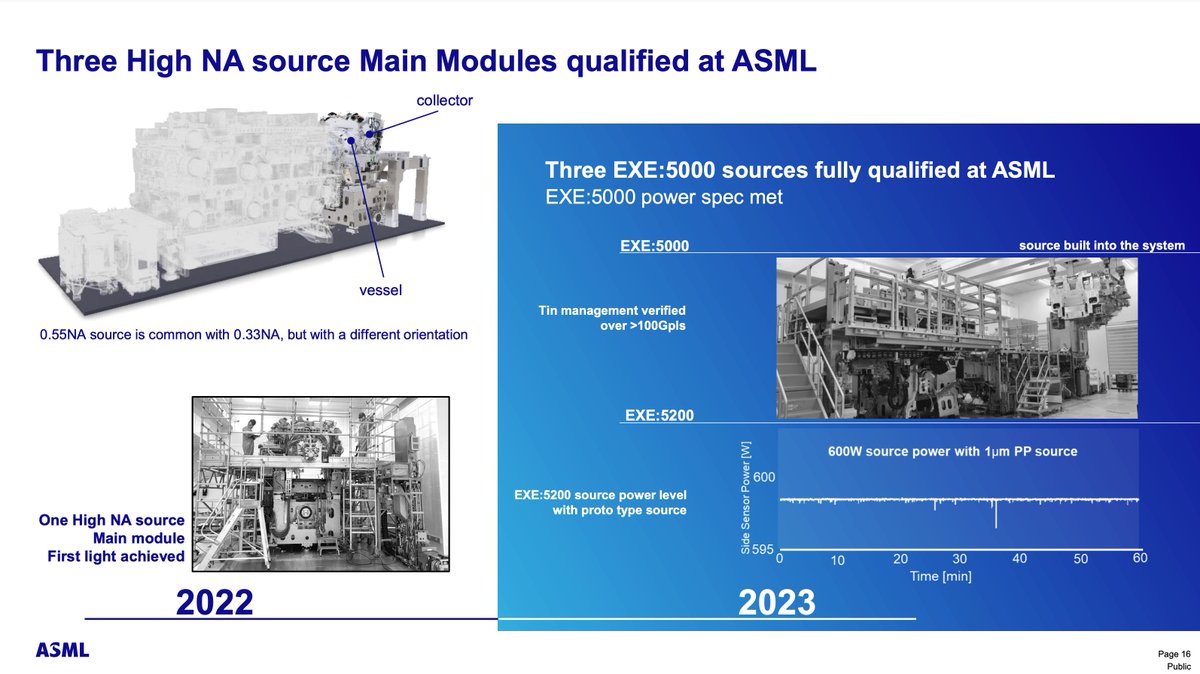 Three High NA source Main Modules qualified at ASML
collector
vessel
0.55NA source is common with 0.33NA, but with a different orientation
One High NA source
Main module
First light achieved
2022
Three EXE:5000 sources fully qualified at ASML
EXE:5000 power spec met
EXE:5000
source built into the system
Tin management verified
over >100Gpls
EXE:5200
EXE:5200 source power level
with proto type source
600W source power with 1µm PP source
Side Sensor Power [W]
600
595
0 10 20 30 40 50 60
Time [min]
2023
ASML
Page 16
Public